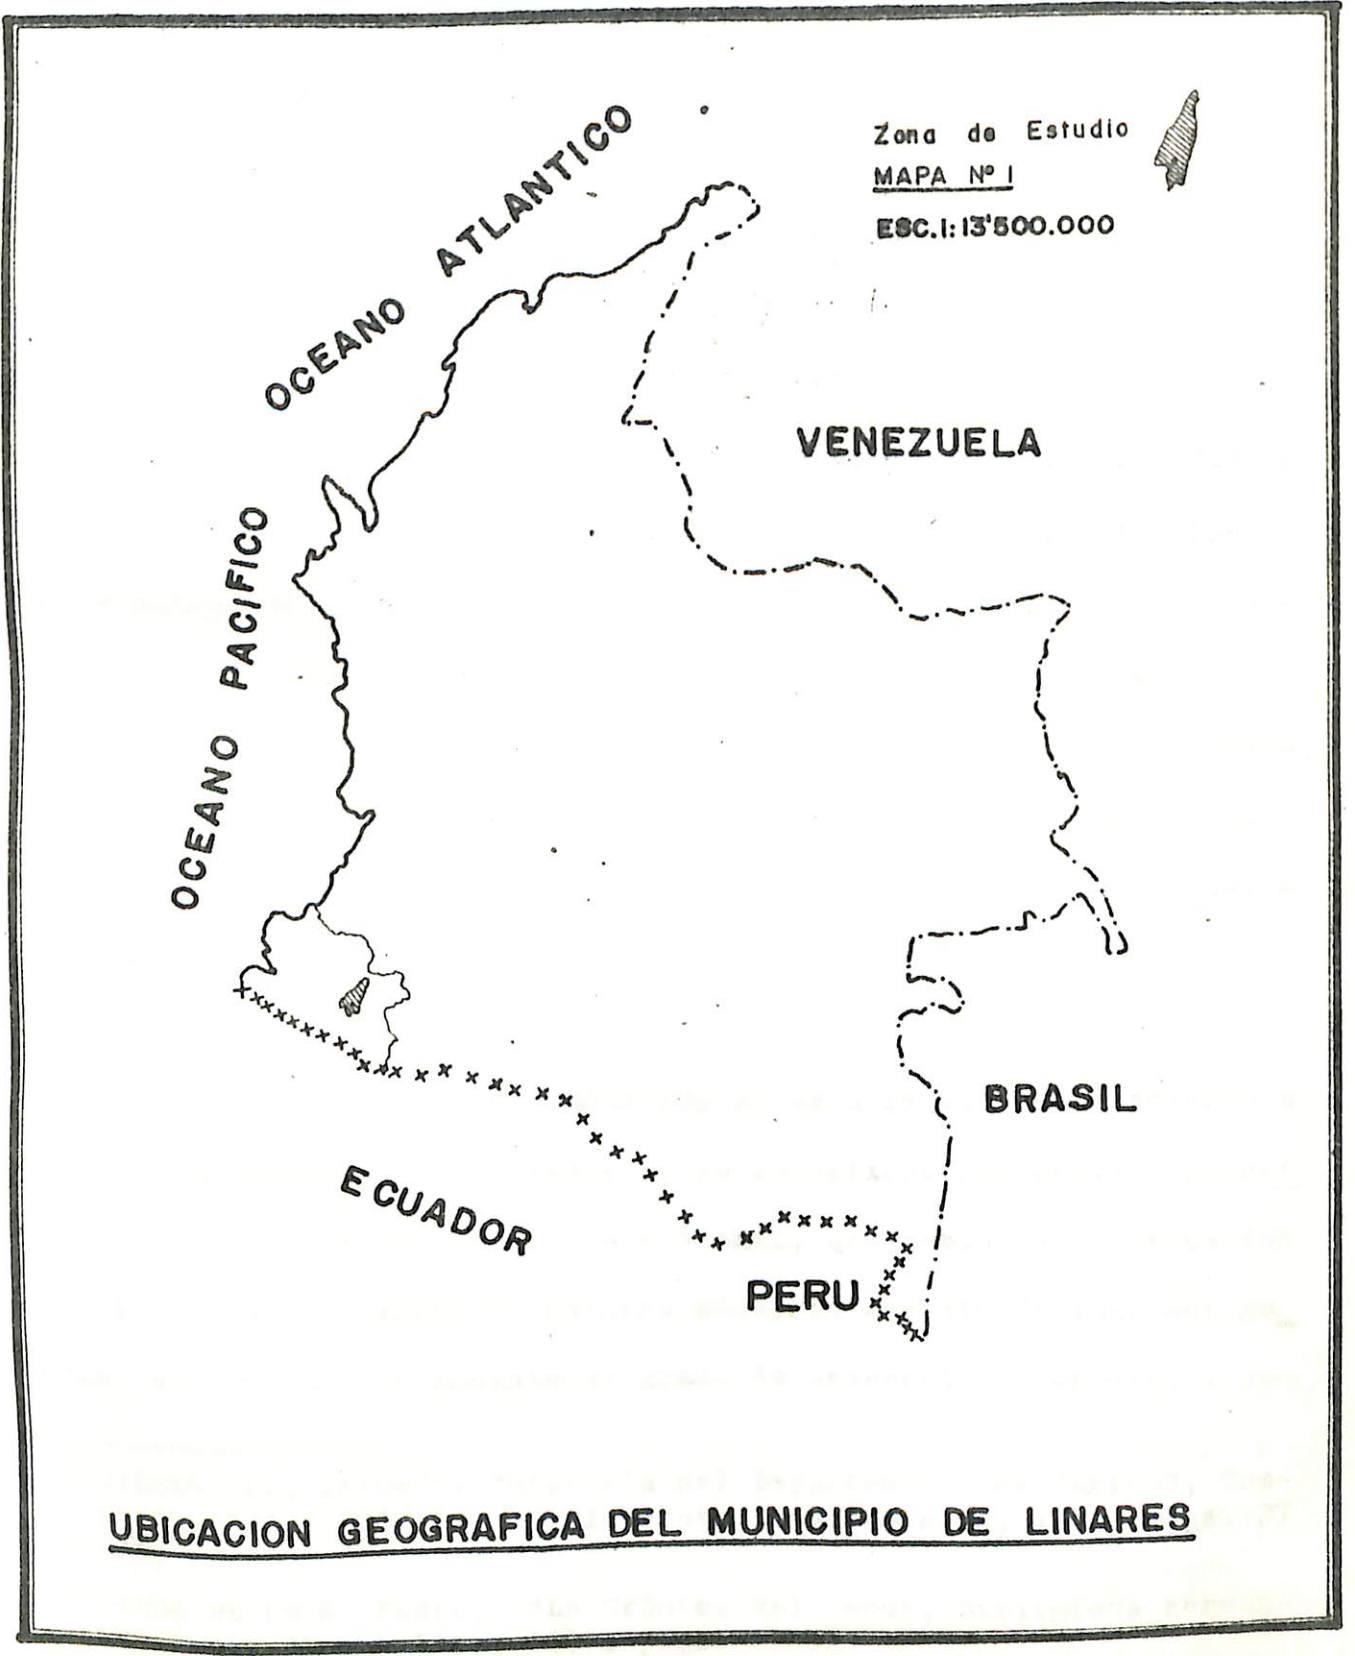 Zona de Estudio
MAPA Nº 1
ESC.1:13'500.000
OCEANO ATLANTICO
VENEZUELA
OCEANO PACIFICO
BRASIL
ECUADOR
PERU
UBICACION GEOGRAFICA DEL MUNICIPIO DE LINARES